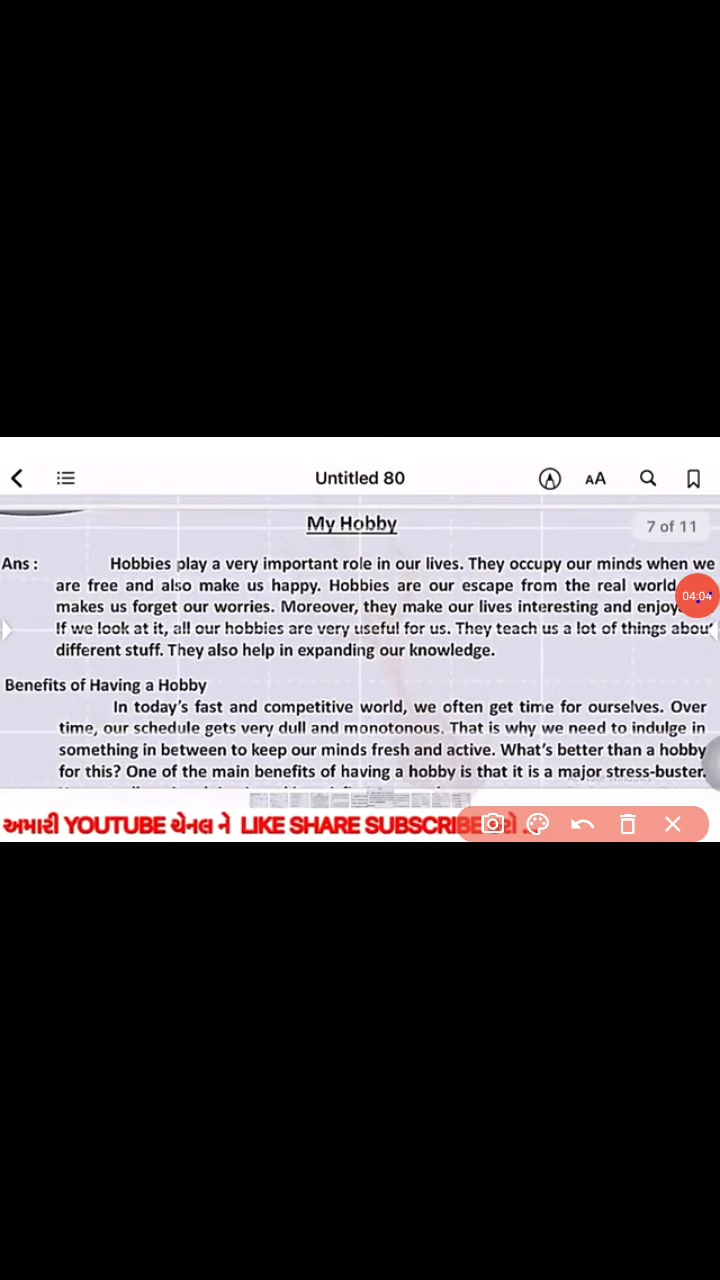 Untitled 80
AA
My Hobby
7 of 11
Ans : Hobbies play a very important role in our lives. They occupy our minds when we
are free and also make us happy. Hobbies are our escape from the real world
04:04
makes us forget our worries. Moreover, they make our lives interesting and
If we look at it, all our hobbies are very useful for us. They teach us a lot of things about
different stuff. They also help in expanding our knowledge.
Benefits of Having a Hobby
In today's fast and competitive world, we often get time for ourselves. Over
time, our schedule gets very dull and monotonous. That is why we need to indulge in
something in between to keep our minds fresh and active. What's better than a hobby
for this? One of the main benefits of having a hobby is that it is a major stress-buster.
અમારી YOUTUBE ચેનલ ને LIKE SHARE SUBSCRIBE